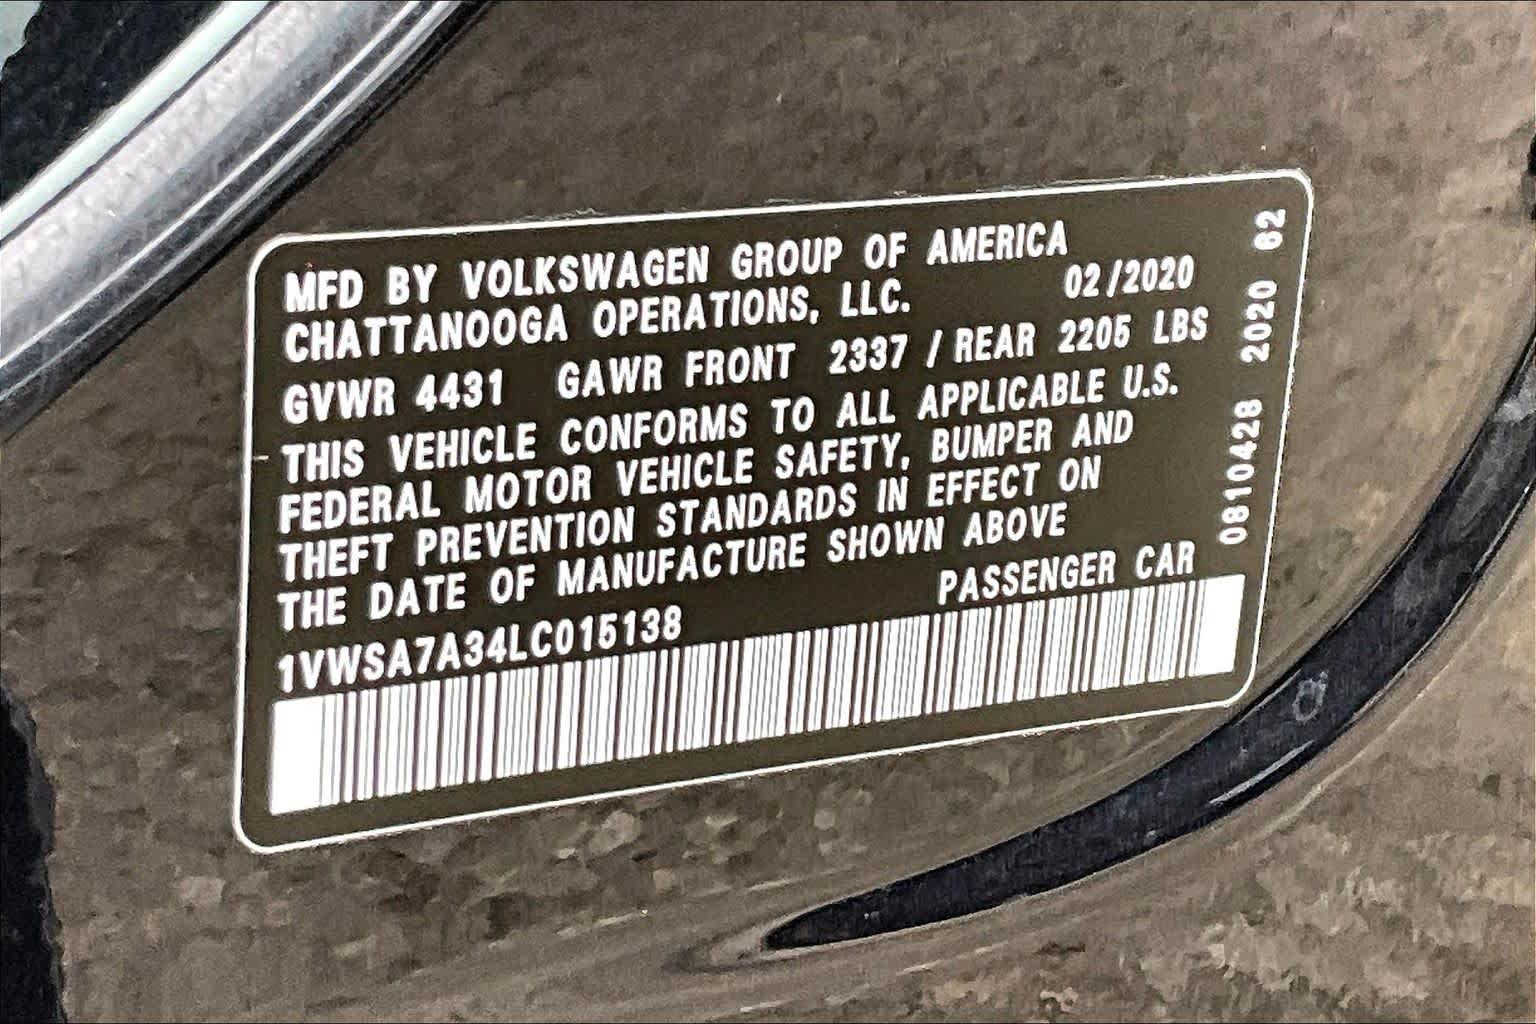 MFD BY VOLKSWAGEN GROUP OF AMERICA
CHATTANOOGA OPERATIONS, LLC. 02/2020
GVWR 4431 GAWR FRONT 2337 / REAR 2205 LBS
THIS VEHICLE CONFORMS TO ALL APPLICABLE U.S.
FEDERAL MOTOR VEHICLE SAFETY, BUMPER AND
THEFT PREVENTION STANDARDS IN EFFECT ON
THE DATE OF MANUFACTURE SHOWN ABOVE
1VWSA7A34LC015138 PASSENGER CAR
0810428 2020 62